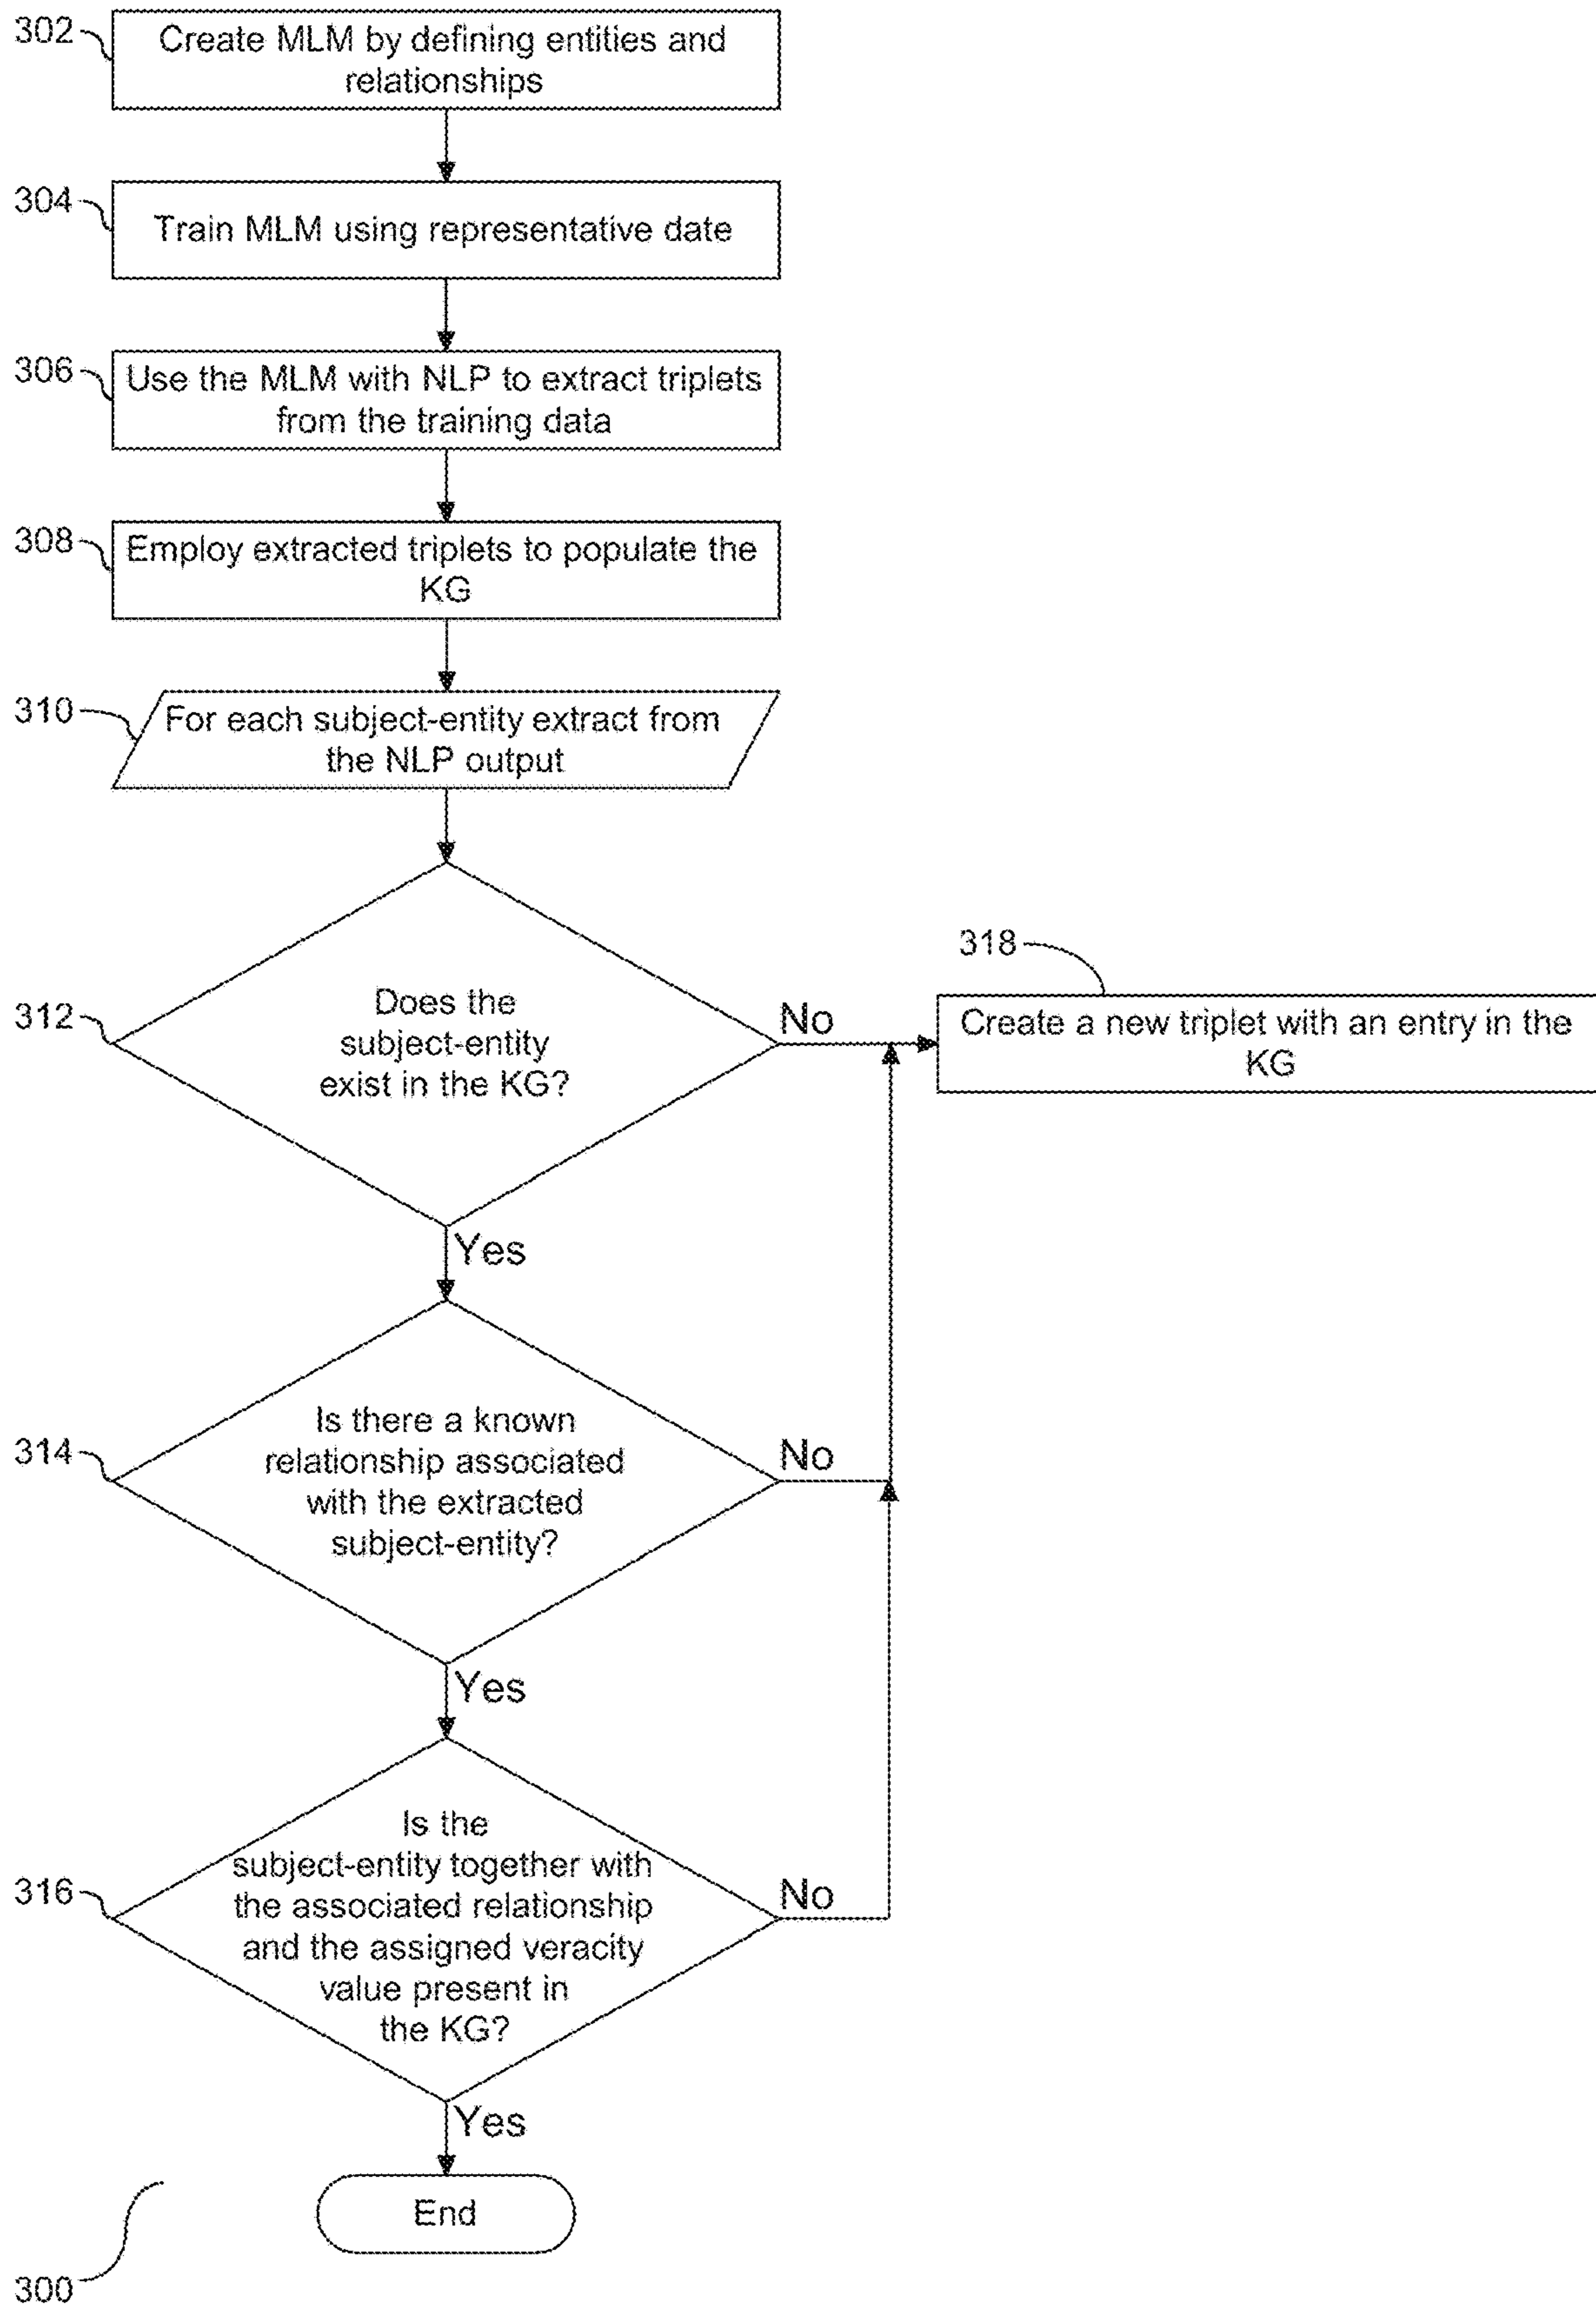 302
Create MLM by defining entities and
relationships
304
Train MLM using representative date
306
Use the MLM with NLP to extract triplets
from the training data
308
Employ extracted triplets to populate the
KG
310
For each subject-entity extract from
the NLP output
312
Does the
subject-entity
exist in the KG?
No
318
Create a new triplet with an entry in the
KG
Yes
314
Is there a known
relationship associated
with the extracted
subject-entity?
No
Yes
316
Is the
subject-entity together with
the associated relationship
and the assigned veracity
value present in
the KG?
No
Yes
End
300